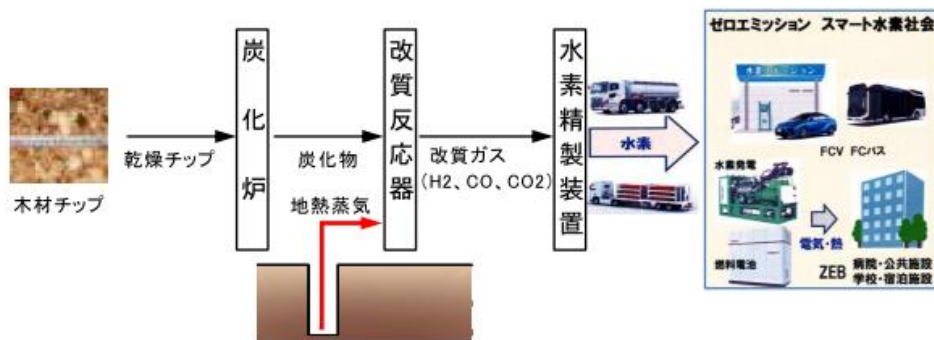 木材チップ
乾燥チップ
炭化炉
炭化物
地熱蒸気
改質反応器
改質ガス
(H2、CO、CO2)
水素精製装置
水素
ゼロエミッション スマート水素社会
FCV FCバス
水素発電
燃料電池
電気・熱
ZEB
病院・公共施設
学校・宿泊施設